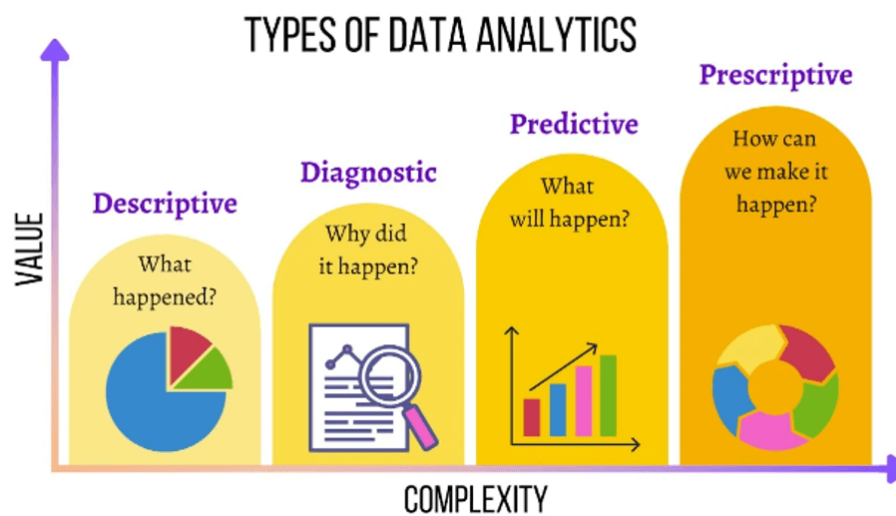 TYPES OF DATA ANALYTICS
VALUE
Descriptive
What
happened?
Diagnostic
Why did
it happen?
Predictive
What
will happen?
Prescriptive
How can
we make it
happen?
COMPLEXITY